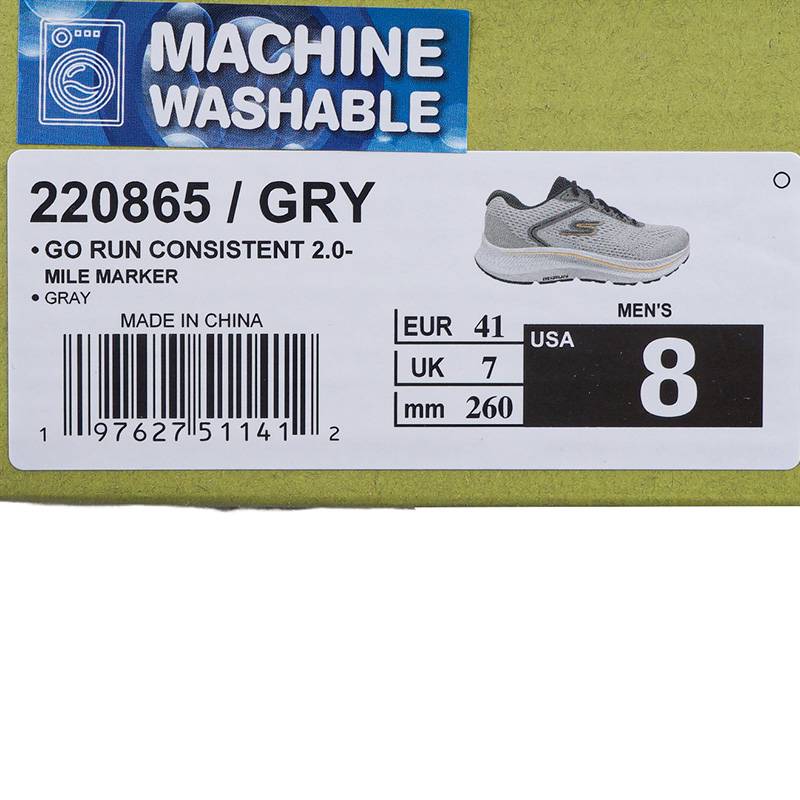 MACHINE
WASHABLE
220865 / GRY
• GO RUN CONSISTENT 2.0-
MILE MARKER
• GRAY
MADE IN CHINA
1 97627 51141 2
MEN'S
EUR 41
UK 7
mm 260
USA 8